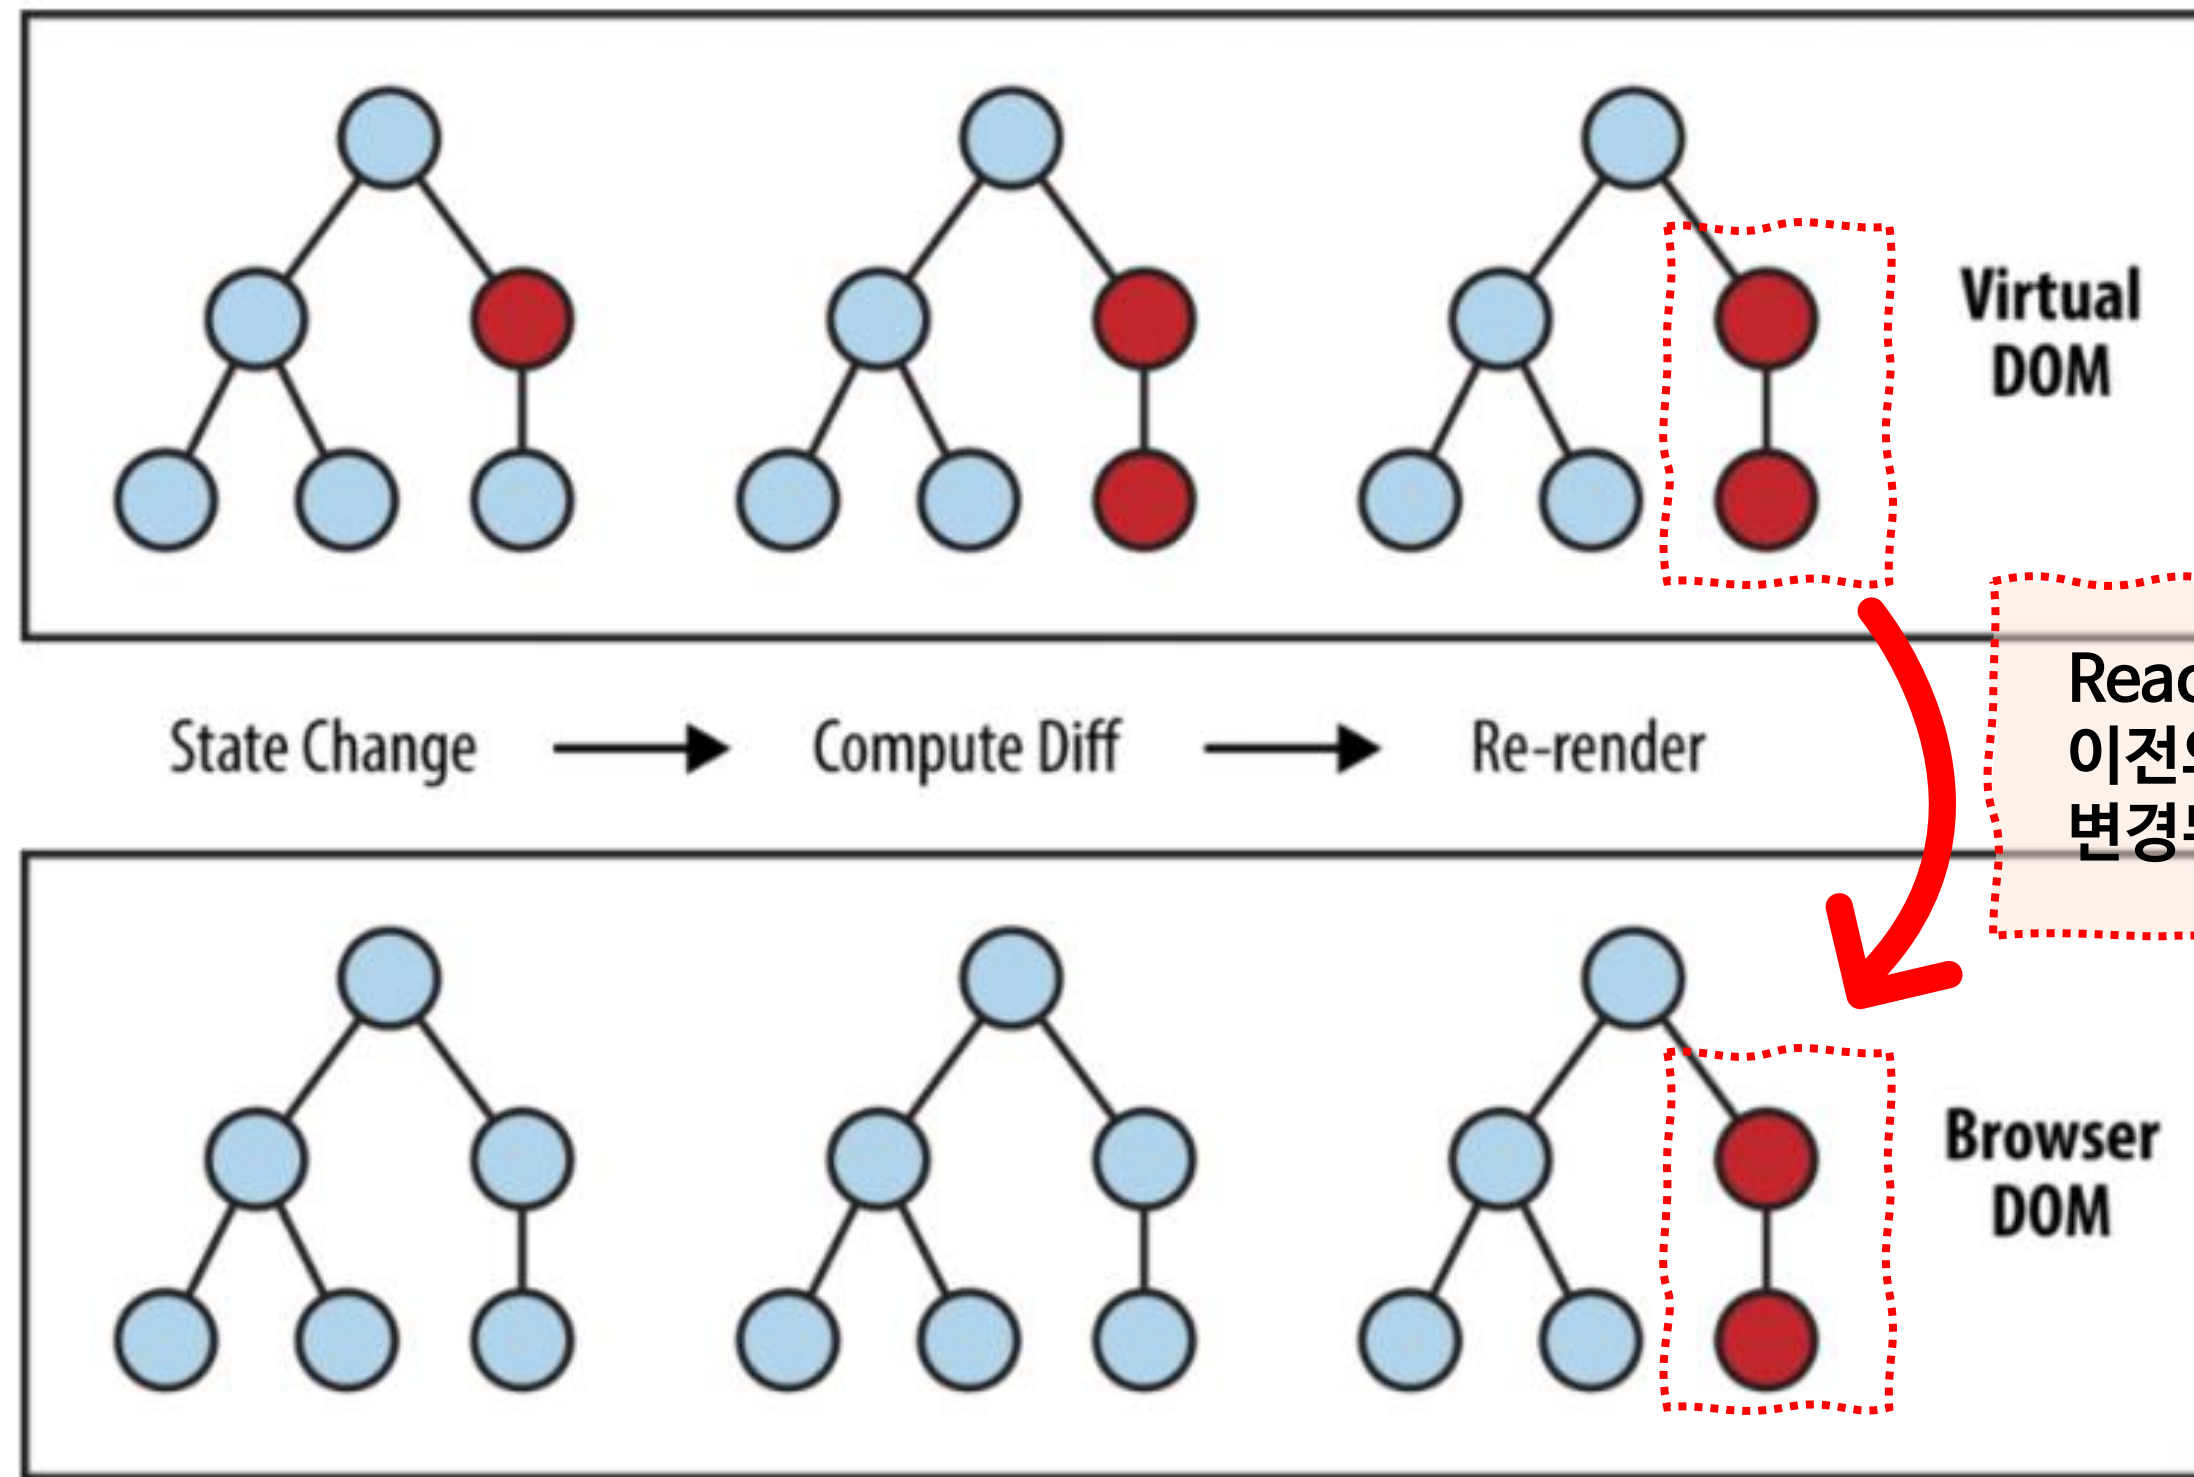 Virtual
DOM
State Change
Compute Diff
Re-render
Browser
DOM